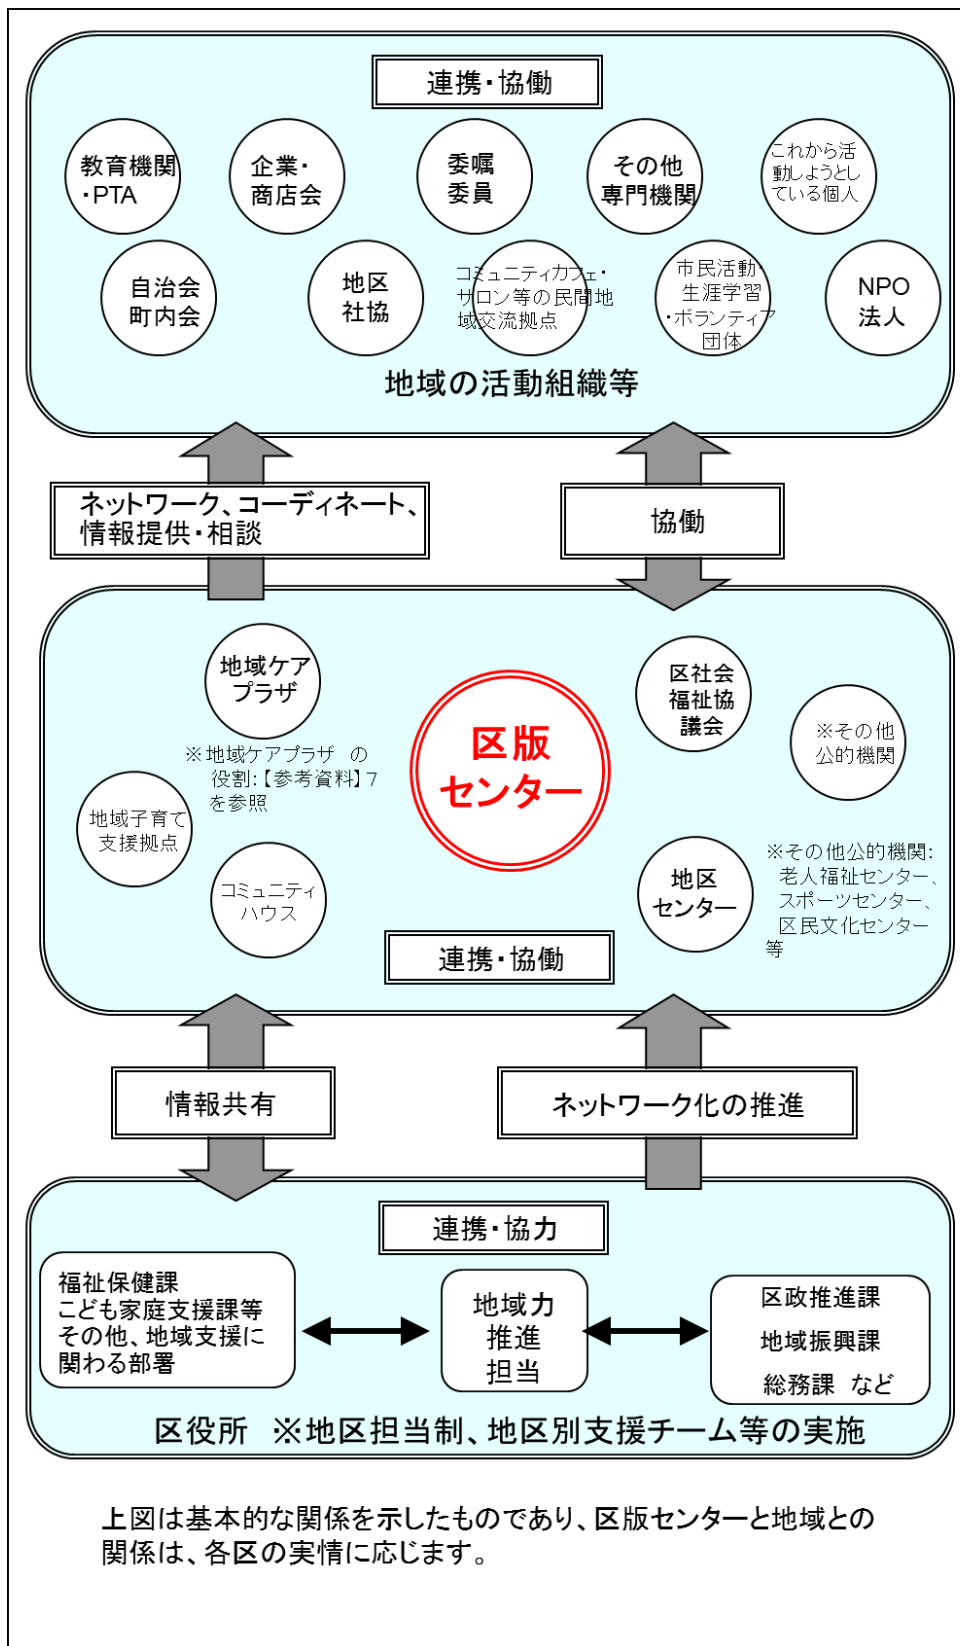 連携・協働
教育機関
・PTA
企業・
商店会
委嘱
委員
その他
専門機関
これから活
動しようとし
ている個人
自治会
町内会
地区
社協
コミュニティカフェ・
サロン等の民間地
域交流拠点
市民活動・
生涯学習
・ボランティア
団体
NPO
法人
地域の活動組織等
ネットワーク、コーディネート、
情報提供・相談
協働
地域ケア
プラザ
※地域ケアプラザ の
役割:【参考資料】7
を参照
地域子育て
支援拠点
コミュニティ
ハウス
区版
センター
区社会
福祉協
議会
※その他
公的機関
地区
センター
※その他公的機関:
老人福祉センター、
スポーツセンター、
区民文化センター
等
連携・協働
情報共有
ネットワーク化の推進
連携・協力
福祉保健課
こども家庭支援課等
その他、地域支援に
関わる部署
地域力
推進
担当
区政推進課
地域振興課
総務課 など
区役所 ※地区担当制、地区別支援チーム等の実施
上図は基本的な関係を示したものであり、区版センターと地域との
関係は、各区の実情に応じます。